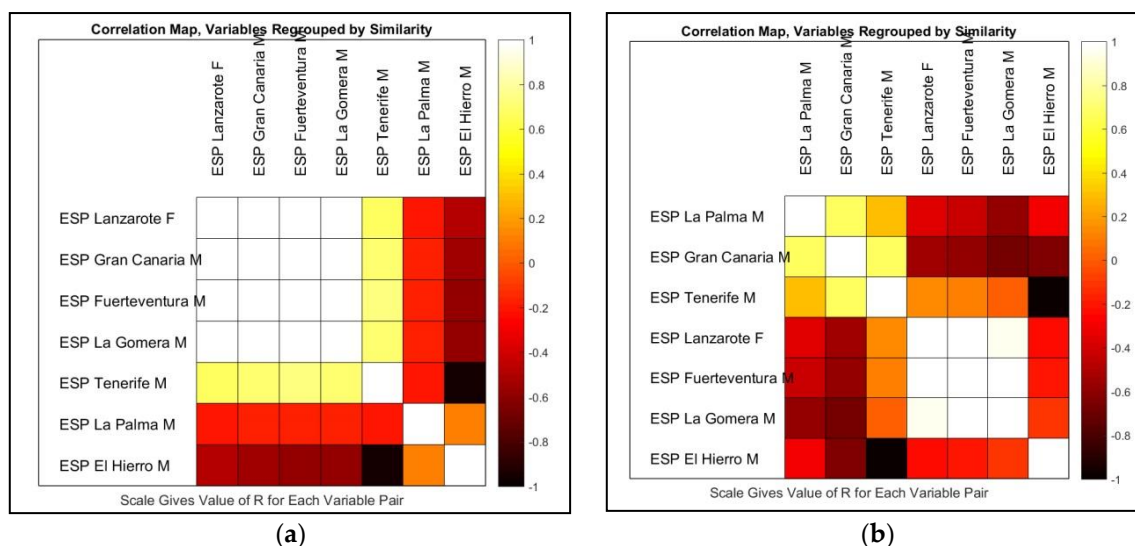 Correlation Map, Variables Regrouped by Similarity
ESP Lanzarote F
ESP Gran Canaria M
ESP Fuerteventura M
ESP La Gomera M
ESP Tenerife M
ESP La Palma M
ESP El Hierro M
ESP Lanzarote F
ESP Gran Canaria M
ESP Fuerteventura M
ESP La Gomera M
ESP Tenerife M
ESP La Palma M
ESP El Hierro M
1
0.8
0.6
0.4
0.2
0
-0.2
-0.4
-0.6
-0.8
-1
Scale Gives Value of R for Each Variable Pair
(a)
Correlation Map, Variables Regrouped by Similarity
ESP La Palma M
ESP Gran Canaria M
ESP Tenerife M
ESP Lanzarote F
ESP Fuerteventura M
ESP La Gomera M
ESP El Hierro M
ESP La Palma M
ESP Gran Canaria M
ESP Tenerife M
ESP Lanzarote F
ESP Fuerteventura M
ESP La Gomera M
ESP El Hierro M
1
0.8
0.6
0.4
0.2
0
-0.2
-0.4
-0.6
-0.8
-1
Scale Gives Value of R for Each Variable Pair
(b)